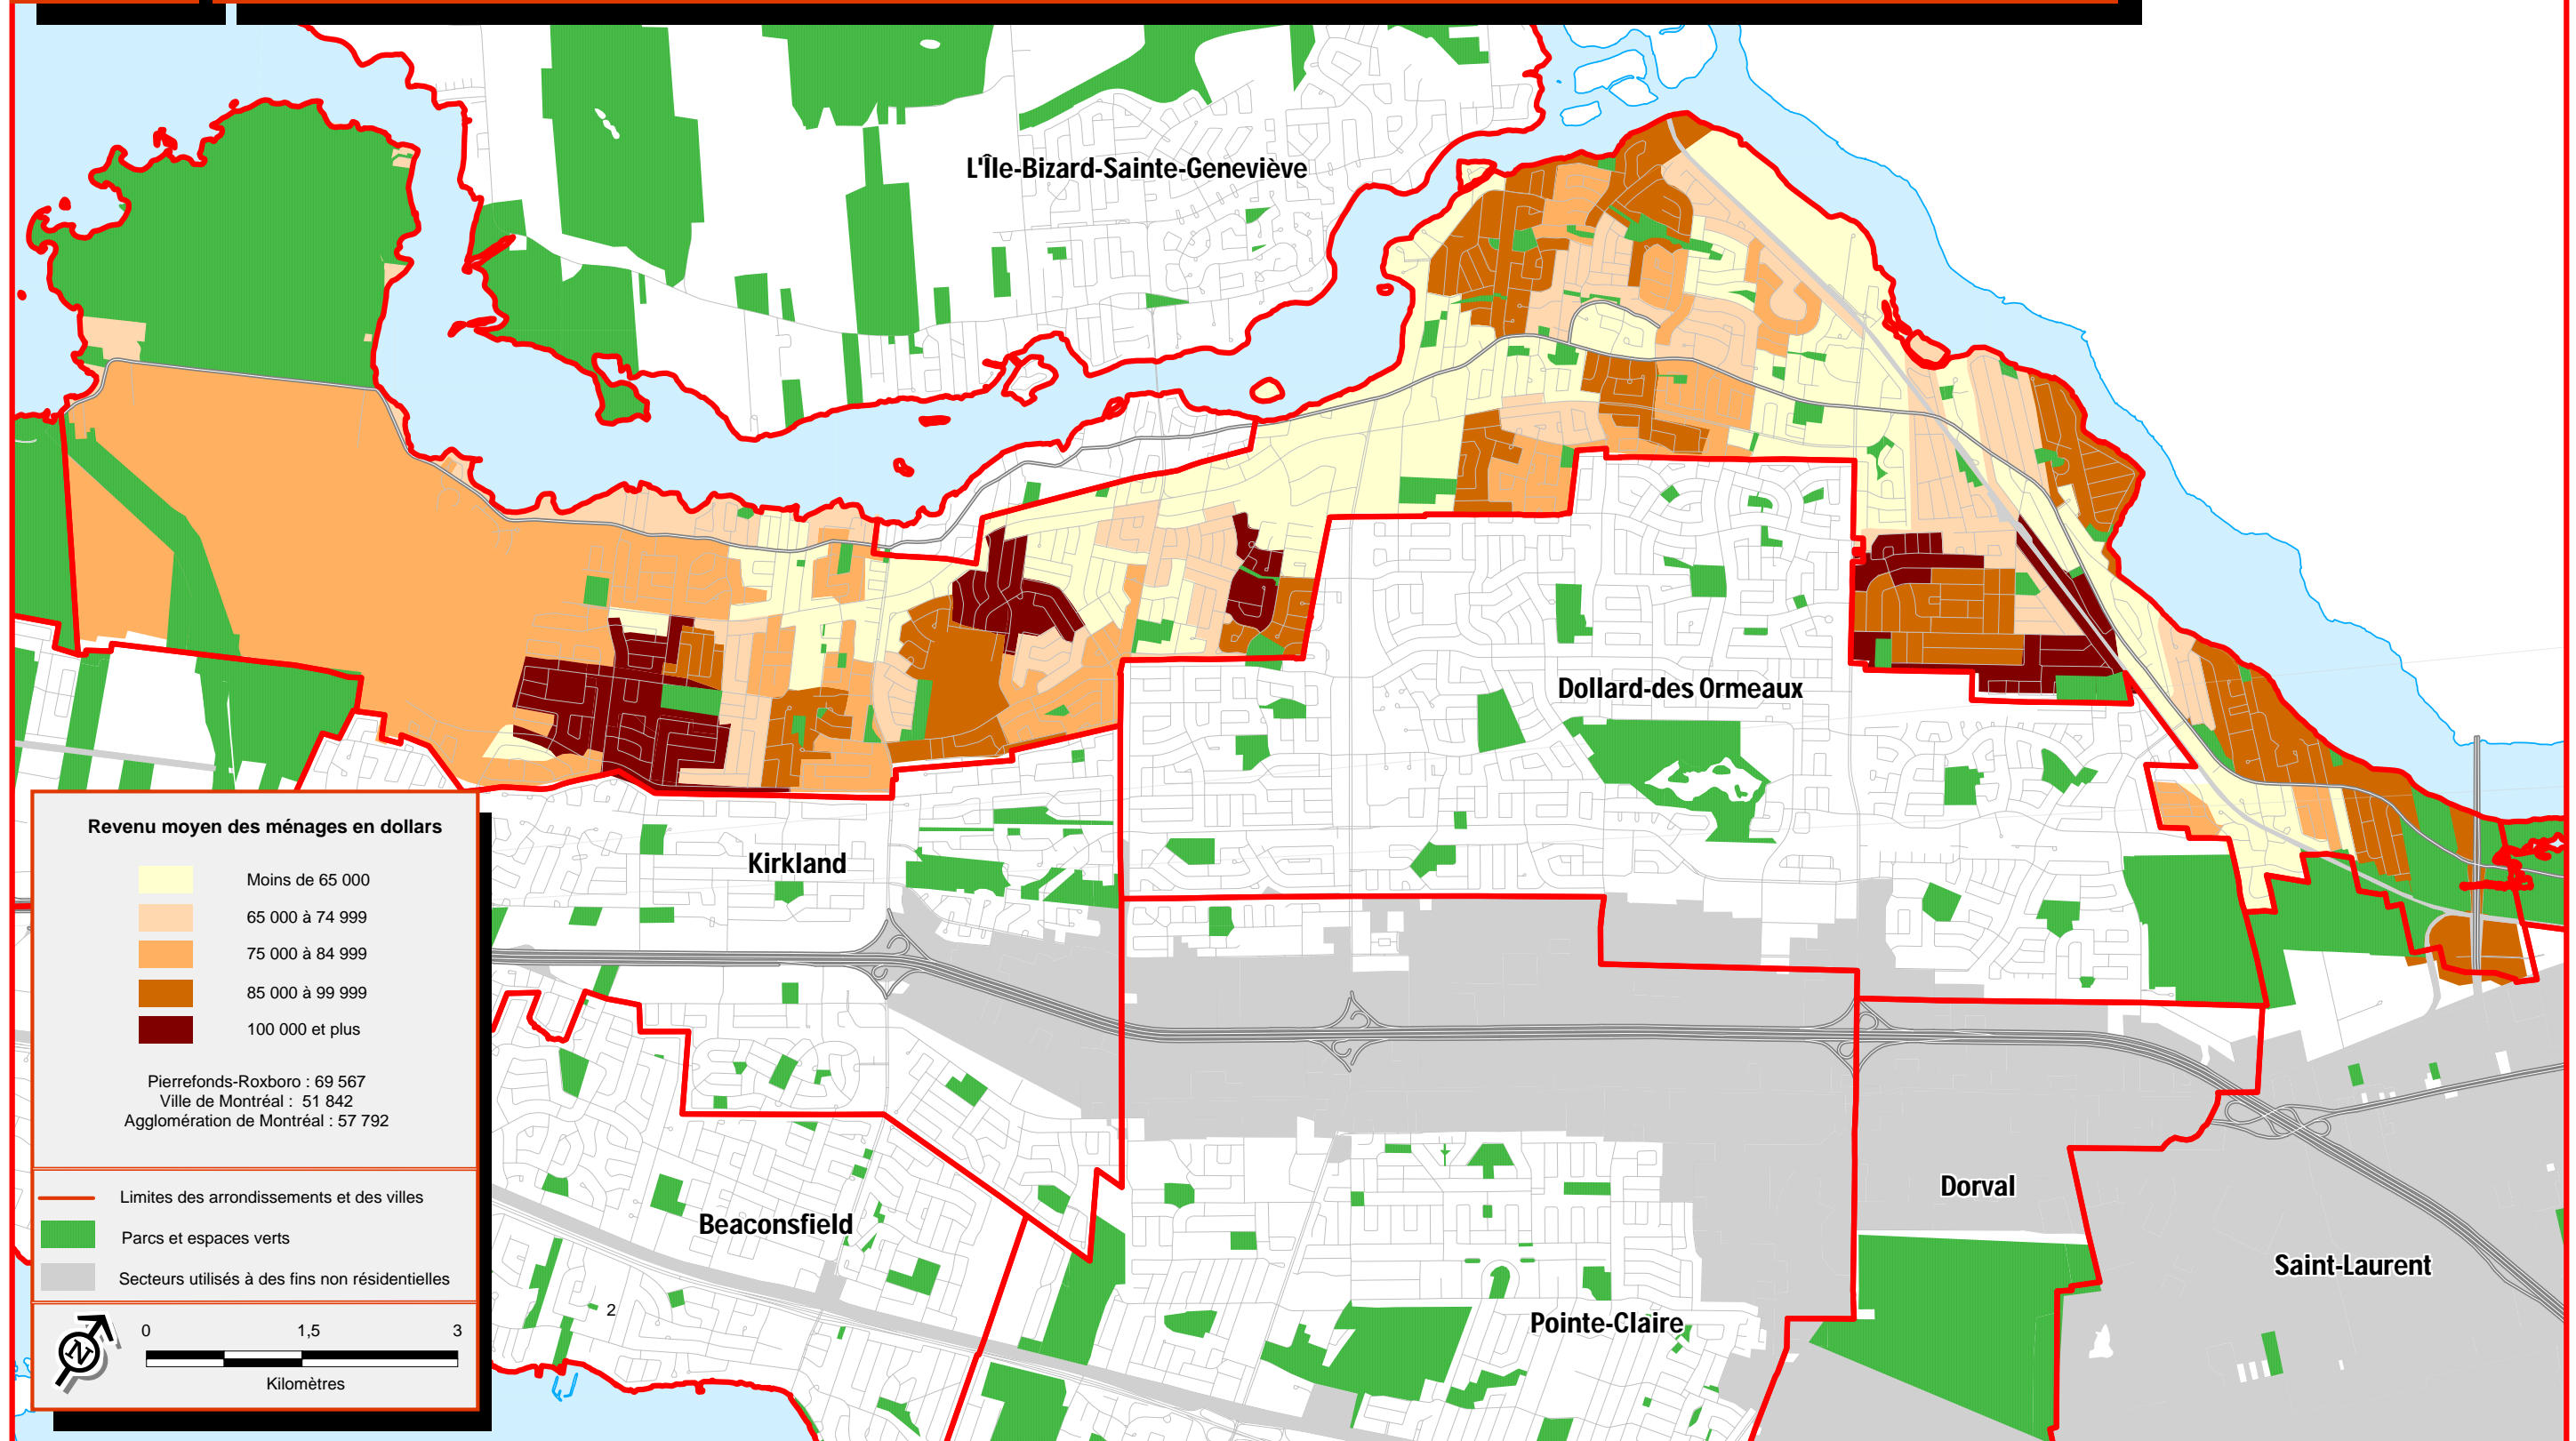 L'Île-Bizard-Sainte-Geneviève
Dollard-des Ormeaux
Kirkland
Beaconsfield
Dorval
Saint-Laurent
Pointe-Claire
2
Revenu moyen des ménages en dollars
Moins de 65 000
65 000 à 74 999
75 000 à 84 999
85 000 à 99 999
100 000 et plus
Pierrefonds-Roxboro : 69 567
Ville de Montréal : 51 842
Agglomération de Montréal : 57 792
Limites des arrondissements et des villes
Parcs et espaces verts
Secteurs utilisés à des fins non résidentielles
N
0 1,5 3
Kilomètres